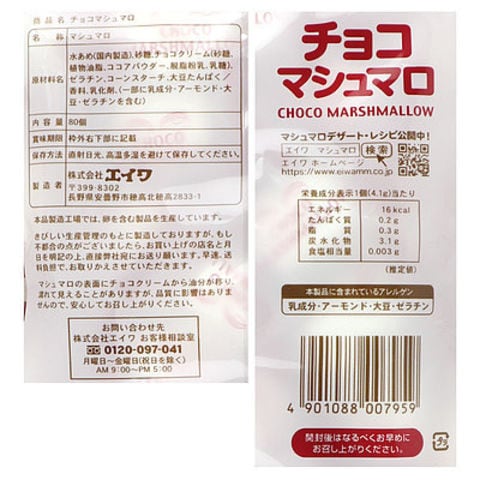 商品名 チョコマシュマロ
名称 マシュマロ
原材料名 水あめ(国内製造)、砂糖、チョコクリーム(砂糖、
植物油脂、ココアパウダー、脱脂粉乳、乳糖)、
ゼラチン、コーンスターチ、大豆たんぱく/
香料、乳化剤、(一部に乳成分・アーモンド・大
豆・ゼラチンを含む)
内容量 80個
賞味期限 枠外右下部に記載
保存方法 直射日光、高温多湿を避けて保存してください。
製造者 株式会社エイワ
〒399-8302
長野県安曇野市穂高北穂高2833-1
本品製造工場では、卵を含む製品を生産しています。
きびしい生産管理のもとに製造しておりますが、もし
不都合の点がございましたら、お買い上げの店名と月
日を明記の上、直接弊社宛にお送り願います。早速、送
料負担で、お取りかえさせていただきます。
マシュマロの表面にチョコクリームから油分が移り、
濡れて見えることがありますが、品質に影響はありま
せんので、安心してお召し上がりください。
お問い合わせ先
株式会社エイワ お客様相談室
0120-097-041
月曜日~金曜日(祝日を除く)
AM 9:00~PM 5:00
チョコ
マシュマロ
CHOCO MARSHMALLOW
マシュマロデザート・レシピ公開中!
エイワ マシュマロ 検索
エイワ ホームページ
https://www.eiwamm.co.jp
栄養成分表示1個(4.1g)当たり
エネルギー 16kcal
たんぱく質 0.2g
脂質 0.3g
炭水化物 3.1g
食塩相当量 0.003g
(推定値)
本製品に含まれているアレルゲン
乳成分・アーモンド・大豆・ゼラチン
4 901088 007959
開封後はなるべくお早めに
お召し上がりください。
プラ